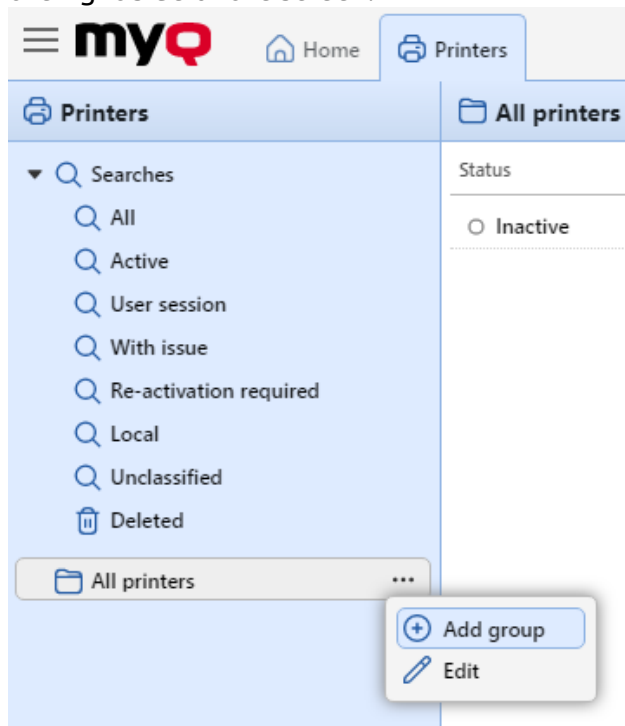 myQ
Home
Printers
Printers
All printers
Searches
All
Active
User session
With issue
Re-activation required
Local
Unclassified
Deleted
All printers
...
Status
Inactive
Add group
Edit